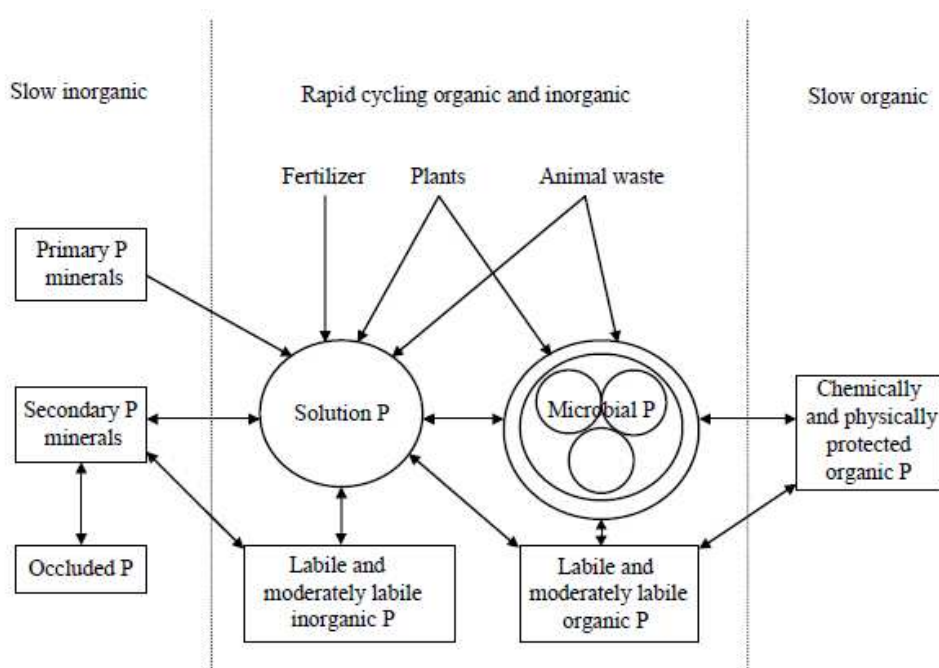 Slow inorganic
Rapid cycling organic and inorganic
Slow organic
Fertilizer
Plants
Animal waste
Primary P
minerals
Secondary P
minerals
Solution P
Microbial P
Chemically
and physically
protected
organic P
Occluded P
Labile and
moderately labile
inorganic P
Labile and
moderately labile
organic P